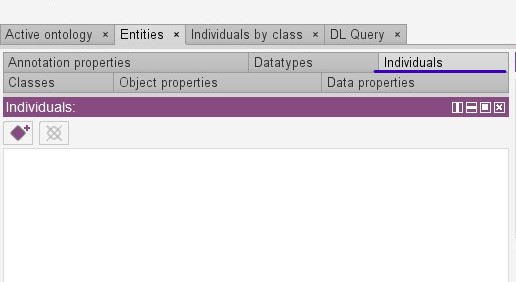 Active ontology × Entities × Individuals by class × DL Query ×
Annotation properties Datatypes Individuals
Classes Object properties Data properties
Individuals: